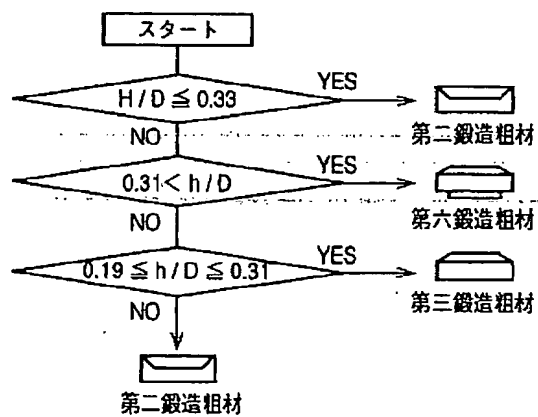 スタート
H/D≦0.33
YES
第二鍛造粗材
NO
0.31<h/D
YES
第六鍛造粗材
NO
0.19≦h/D≦0.31
YES
第三鍛造粗材
NO
第二鍛造粗材